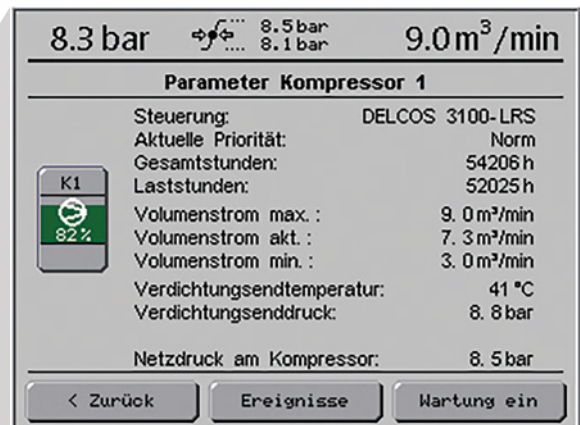 8.3 bar 8.5 bar 9.0 m³/min
8.1 bar
Parameter Kompressor 1
Steuerung: DELCOS 3100-LRS
Aktuelle Priorität: Norm
Gesamtstunden: 54206 h
Laststunden: 52025 h
K1
82%
Volumenstrom max. : 9. 0 m³/min
Volumenstrom akt. : 7. 3 m³/min
Volumenstrom min. : 3. 0 m³/min
Verdichtungsendtemperatur: 41 °C
Verdichtungsenddruck: 8. 8 bar
Netzdruck am Kompressor: 8. 5 bar
< Zurück Ereignisse Wartung ein